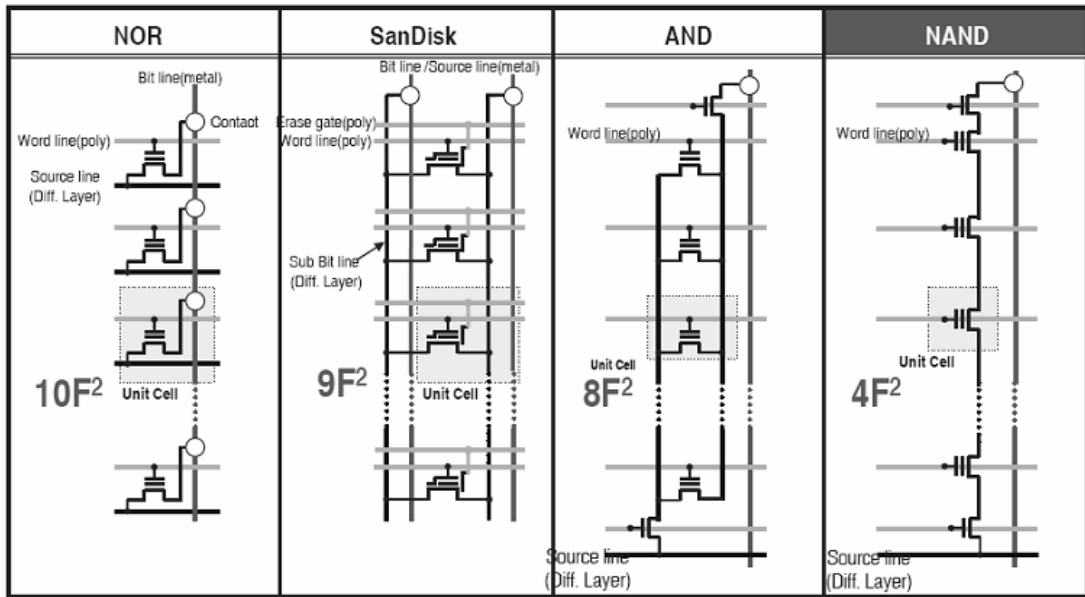 NOR
SanDisk
AND
NAND
Bit line(metal)
Contact
Word line(poly)
Source line
(Diff. Layer)
10F²
Unit Cell
Bit line /Source line(metal)
Erase gate(poly)
Word line(poly)
Sub Bit line
(Diff. Layer)
9F²
Unit Cell
Word line(poly)
Unit Cell
8F²
Source line
(Diff. Layer)
Word line(poly)
Unit Cell
4F²
Source line
(Diff. Layer)